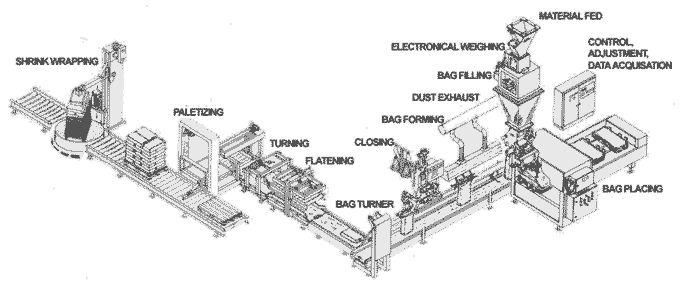 MATERIAL FED
ELECTRONICAL WEIGHING
CONTROL,
ADJUSTMENT,
DATA ACQUISATION
SHRINK WRAPPING
BAG FILLING
DUST EXHAUST
PALETIZING
BAG FORMING
TURNING
CLOSING
FLATENING
BAG PLACING
BAG TURNER